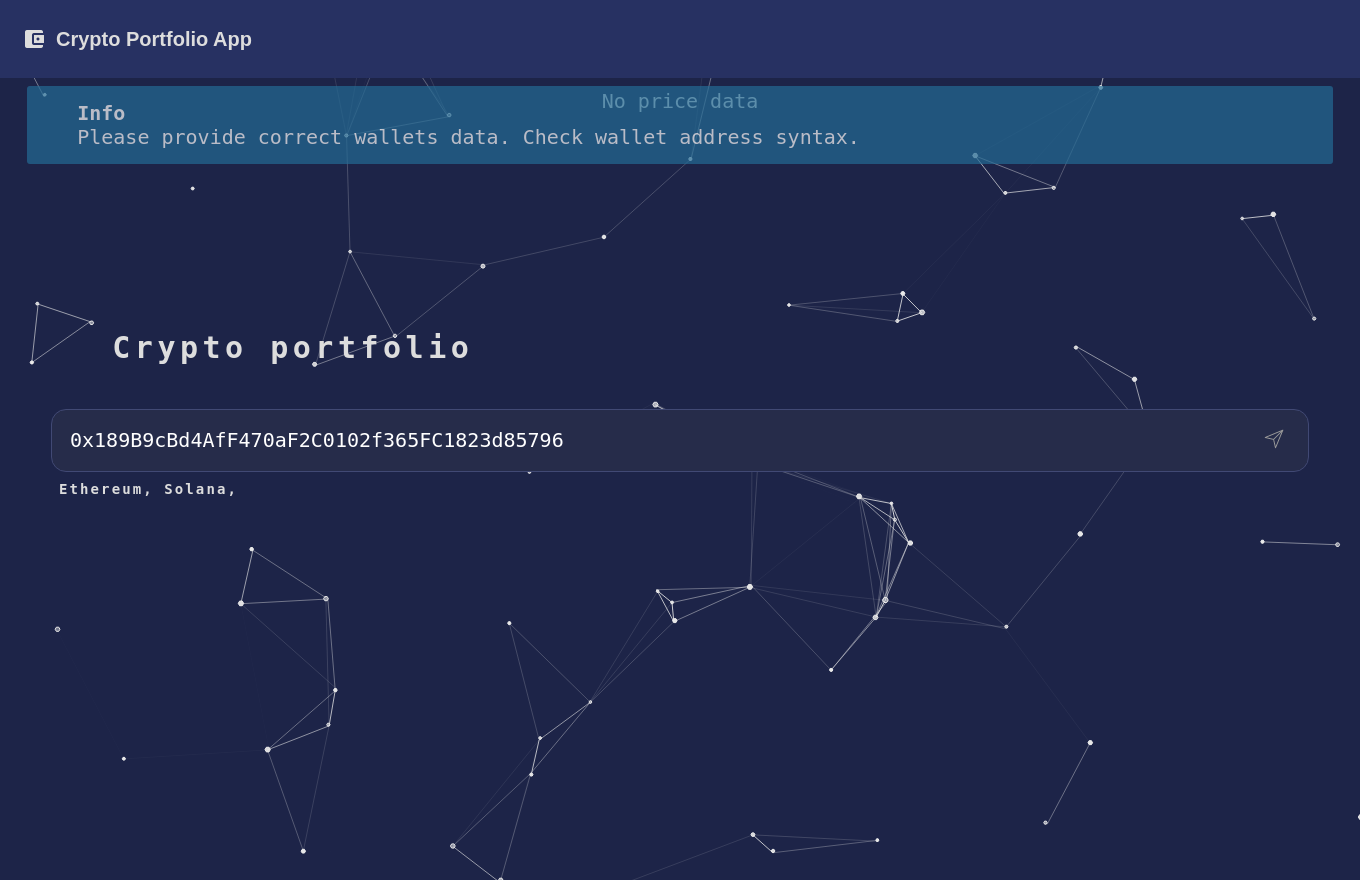 Crypto Portfolio App
No price data
Info
Please provide correct wallets data. Check wallet address syntax.
Crypto portfolio
0x189B9cBd4AfF470aF2C0102f365FC1823d85796
Ethereum, Solana,